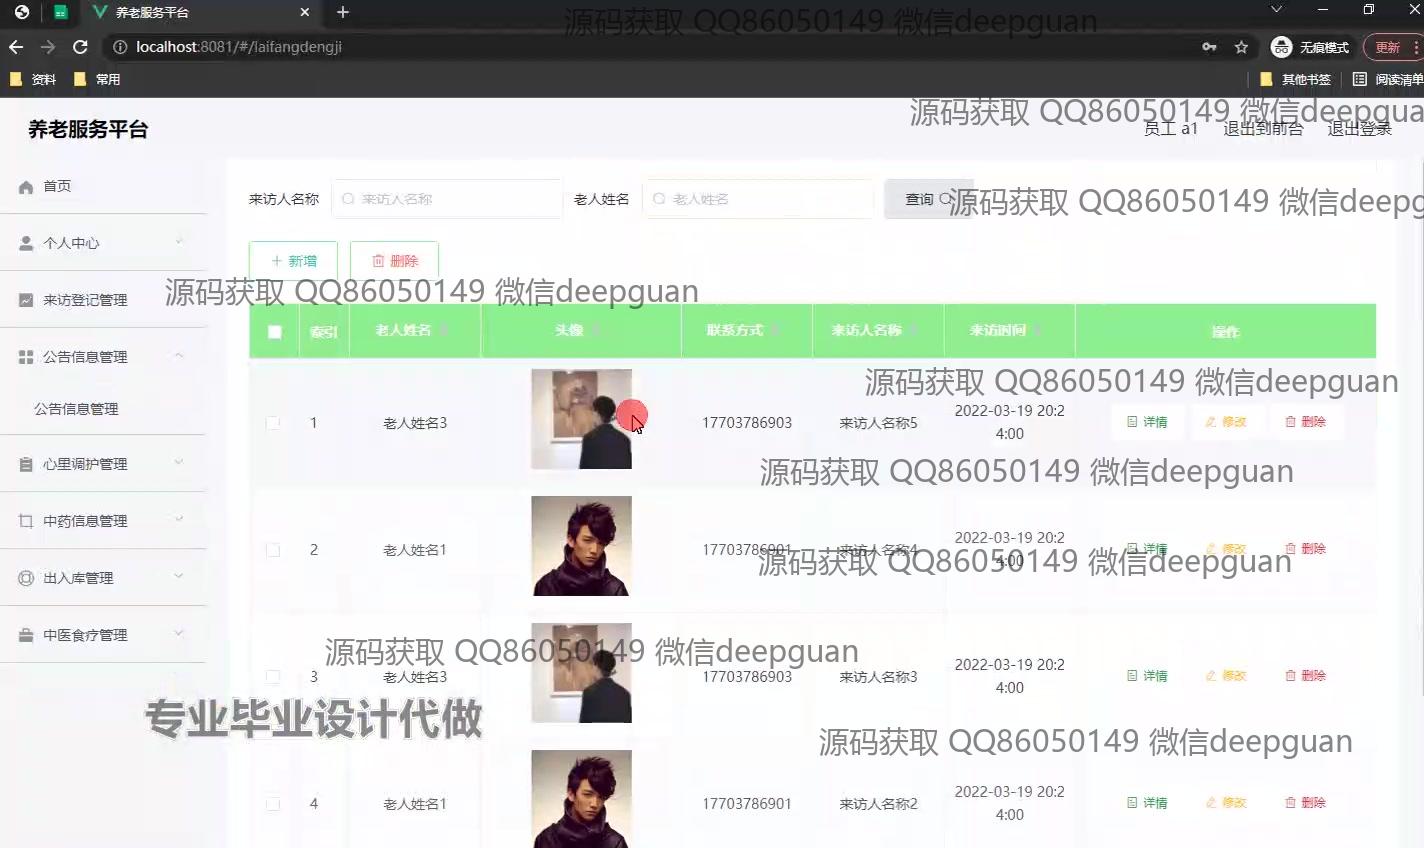 养老服务平台
localhost:8081/#/laifangdengji
无痕模式
更新
资料
常用
其他书签
阅读清单
源码获取 QQ86050149 微信deepguan
源码获取 QQ86050149 微信deepgua
养老服务平台
员工 a1
退出到前台
退出登录
首页
个人中心
来访登记管理
公告信息管理
公告信息管理
心里调护管理
中药信息管理
出入库管理
中医食疗管理
来访人名称
来访人名称
老人姓名
老人姓名
查询
源码获取 QQ86050149 微信deepg
新增
删除
源码获取 QQ86050149 微信deepguan
索引 老人姓名 头像 联系方式 来访人名称 来访时间 操作
源码获取 QQ86050149 微信deepguan
1 老人姓名3 17703786903 来访人名称5 2022-03-19 20:2
4:00 详情 修改 删除
源码获取 QQ86050149 微信deepguan
2 老人姓名1 17703786901 来访人名称4 2022-03-19 20:2
4:00 详情 修改 删除
源码获取 QQ86050149 微信deepguan
源码获取 QQ86050149 微信deepguan
3 老人姓名3 17703786903 来访人名称3 2022-03-19 20:2
4:00 详情 修改 删除
专业毕业设计代做
源码获取 QQ86050149 微信deepguan
4 老人姓名1 17703786901 来访人名称2 2022-03-19 20:2
4:00 详情 修改 删除